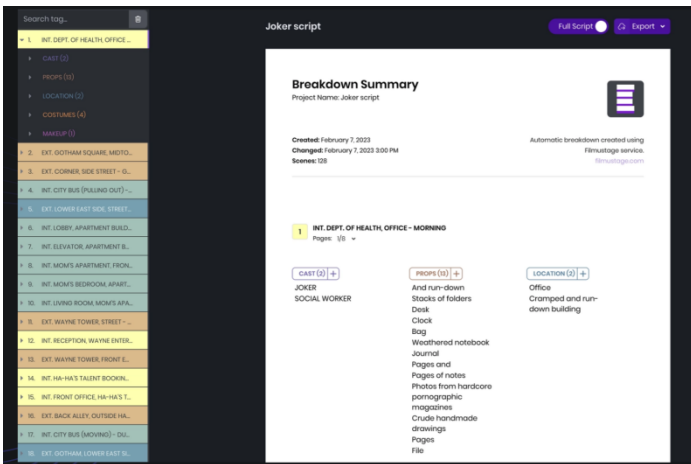 Search tag...
1. INT. DEPT. OF HEALTH, OFFICE ...
CAST (2)
PROPS (13)
LOCATION (2)
COSTUMES (4)
MAKEUP (1)
2. EXT. GOTHAM SQUARE, MIDTO...
3. EXT. CORNER, SIDE STREET - G...
4. INT. CITY BUS (PULLING OUT) -...
5. EXT. LOWER EAST SIDE, STREET...
6. INT. LOBBY, APARTMENT BUILD...
7. INT. ELEVATOR, APARTMENT B...
8. INT. MOM'S APARTMENT, FRON...
9. INT. MOM'S BEDROOM, APART...
10. INT. LIVING ROOM, MOM'S APA...
11. EXT. WAYNE TOWER, STREET - ...
12. INT. RECEPTION, WAYNE ENTER...
13. EXT. WAYNE TOWER, FRONT E...
14. INT. HA-HA'S TALENT BOOKIN...
15. INT. FRONT OFFICE, HA-HA'S T...
16. EXT. BACK ALLEY, OUTSIDE HA...
17. INT. CITY BUS (MOVING) - DU...
18. EXT. GOTHAM, LOWER EAST SI...
Joker script
Full Script
Export
Breakdown Summary
Project Name: Joker script
Created: February 7, 2023
Changed: February 7, 2023 3:00 PM
Scenes: 128
Automatic breakdown created using
Filmustage service.
filmustage.com
1 INT. DEPT. OF HEALTH, OFFICE - MORNING
Pages: 1/8
CAST (2) +
JOKER
SOCIAL WORKER
PROPS (13) +
And run-down
Stacks of folders
Desk
Clock
Bag
Weathered notebook
Journal
Pages and
Pages of notes
Photos from hardcore
pornographic
magazines
Crude handmade
drawings
Pages
File
LOCATION (2) +
Office
Cramped and run-
down building